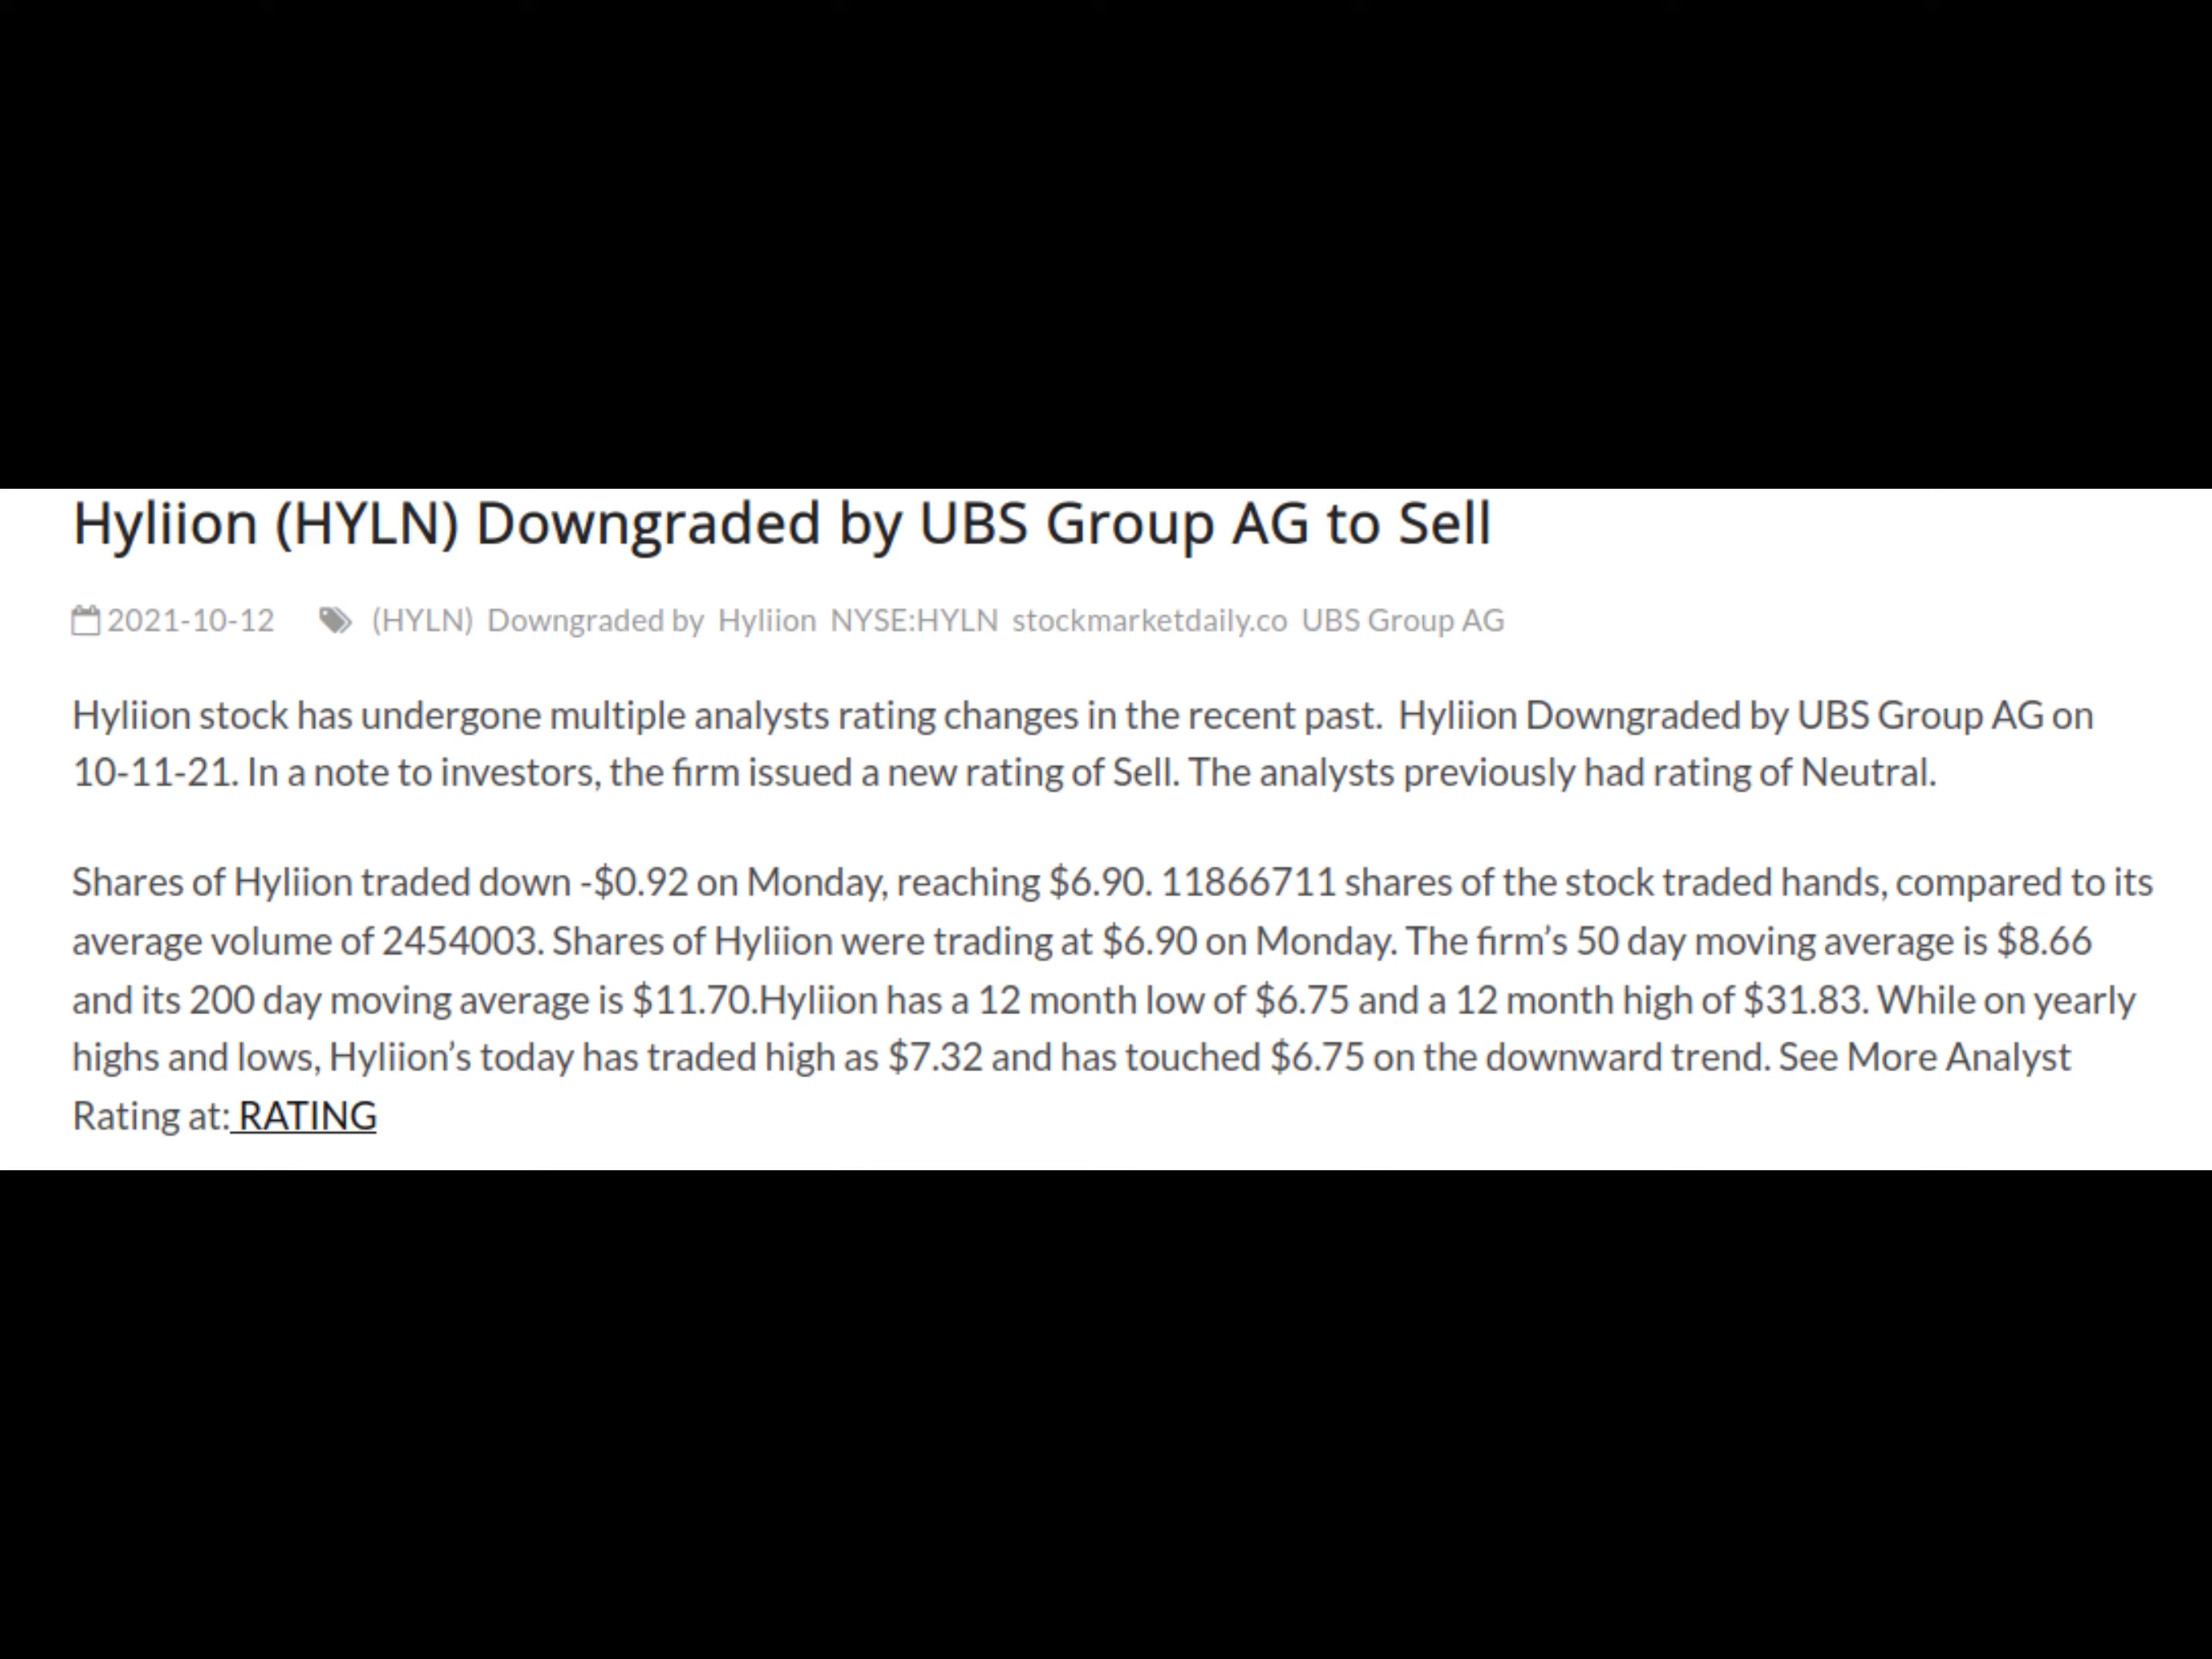 Hyliion (HYLN) Downgraded by UBS Group AG to Sell
2021-10-12 (HYLN) Downgraded by Hyliion NYSE:HYLN stockmarketdaily.co UBS Group AG
Hyliion stock has undergone multiple analysts rating changes in the recent past.  Hyliion Downgraded by UBS Group AG on
10-11-21. In a note to investors, the firm issued a new rating of Sell. The analysts previously had rating of Neutral.
Shares of Hyliion traded down -$0.92 on Monday, reaching $6.90. 11866711 shares of the stock traded hands, compared to its
average volume of 2454003. Shares of Hyliion were trading at $6.90 on Monday. The firm’s 50 day moving average is $8.66
and its 200 day moving average is $11.70.Hyliion has a 12 month low of $6.75 and a 12 month high of $31.83. While on yearly
highs and lows, Hyliion’s today has traded high as $7.32 and has touched $6.75 on the downward trend. See More Analyst
Rating at: RATING